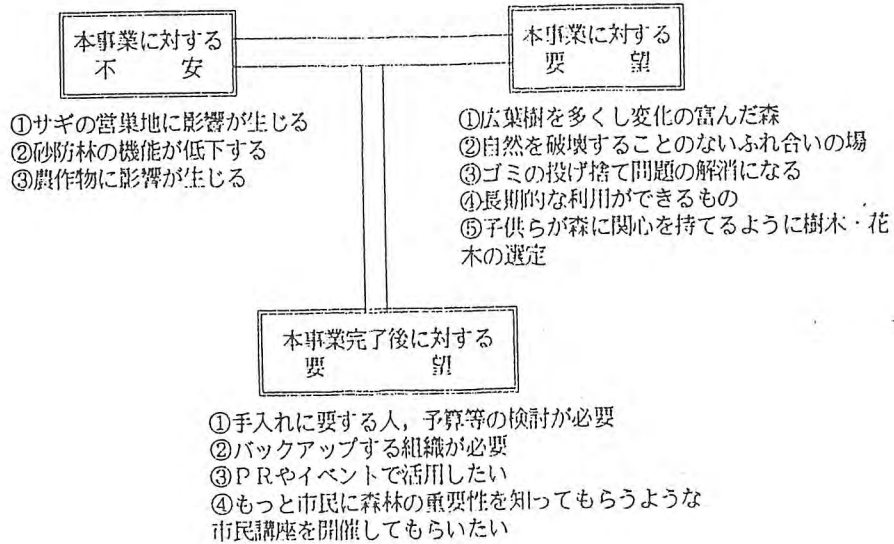 本事業に対する
不　　安
本事業に対する
要　　望
①サギの営巣地に影響が生じる
②砂防林の機能が低下する
③農作物に影響が生じる
①広葉樹を多くし変化の富んだ森
②自然を破壊することのないふれ合いの場
③ゴミの投げ捨て問題の解消になる
④長期的な利用ができるもの
⑤子供らが森に関心を持てるように樹木・花
木の選定
本事業完了後に対する
要　　望
①手入れに要する人，予算等の検討が必要
②バックアップする組織が必要
③ＰＲやイベントで活用したい
④もっと市民に森林の重要性を知ってもらうような
市民講座を開催してもらいたい